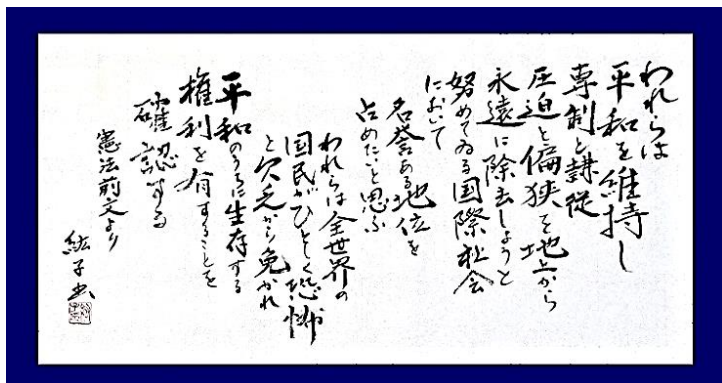 われらは
平和を維持し
専制と隷従
圧迫と偏狭を地上から
永遠に除去しようと
努めてゐる国際社会
において
名誉ある地位を
占めたいと思ふ
われらは全世界の
国民がひとしく恐怖
と欠乏から免かれ
平和のうちに生存する
権利を有することを
確認する
憲法前文より
紘子書